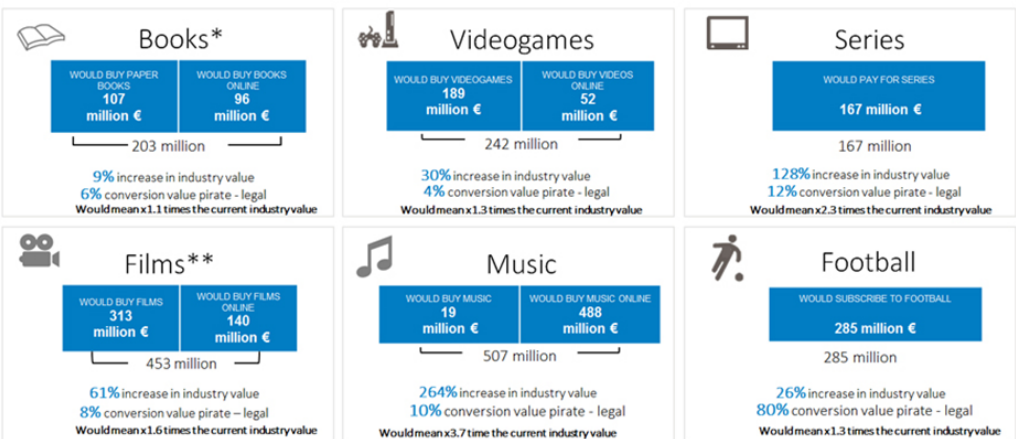 Books*
WOULD BUY PAPER
BOOKS
107
million €
WOULD BUY BOOKS
ONLINE
96
million €
203 million
9% increase in industry value
6% conversion value pirate - legal
Would mean x1.1 times the current industry value
Videogames
WOULD BUY VIDEOGAMES
189
million €
WOULD BUY VIDEOS
ONLINE
52
million €
242 million
30% increase in industry value
4% conversion value pirate - legal
Would mean x1.3 times the current industry value
Series
WOULD PAY FOR SERIES
167 million €
167 million
128% increase in industry value
12% conversion value pirate - legal
Would mean x2.3 times the current industry value
Films**
WOULD BUY FILMS
313
million €
WOULD BUY FILMS
ONLINE
140
million €
453 million
61% increase in industry value
8% conversion value pirate – legal
Would mean x1.6 times the current industry value
Music
WOULD BUY MUSIC
19
million €
WOULD BUY MUSIC ONLINE
488
million €
507 million
264% increase in industry value
10% conversion value pirate - legal
Would mean x3.7 time the current industry value
Football
WOULD SUBSCRIBE TO FOOTBALL
285 million €
285 million
26% increase in industry value
80% conversion value pirate - legal
Would mean x1.3 times the current industry value